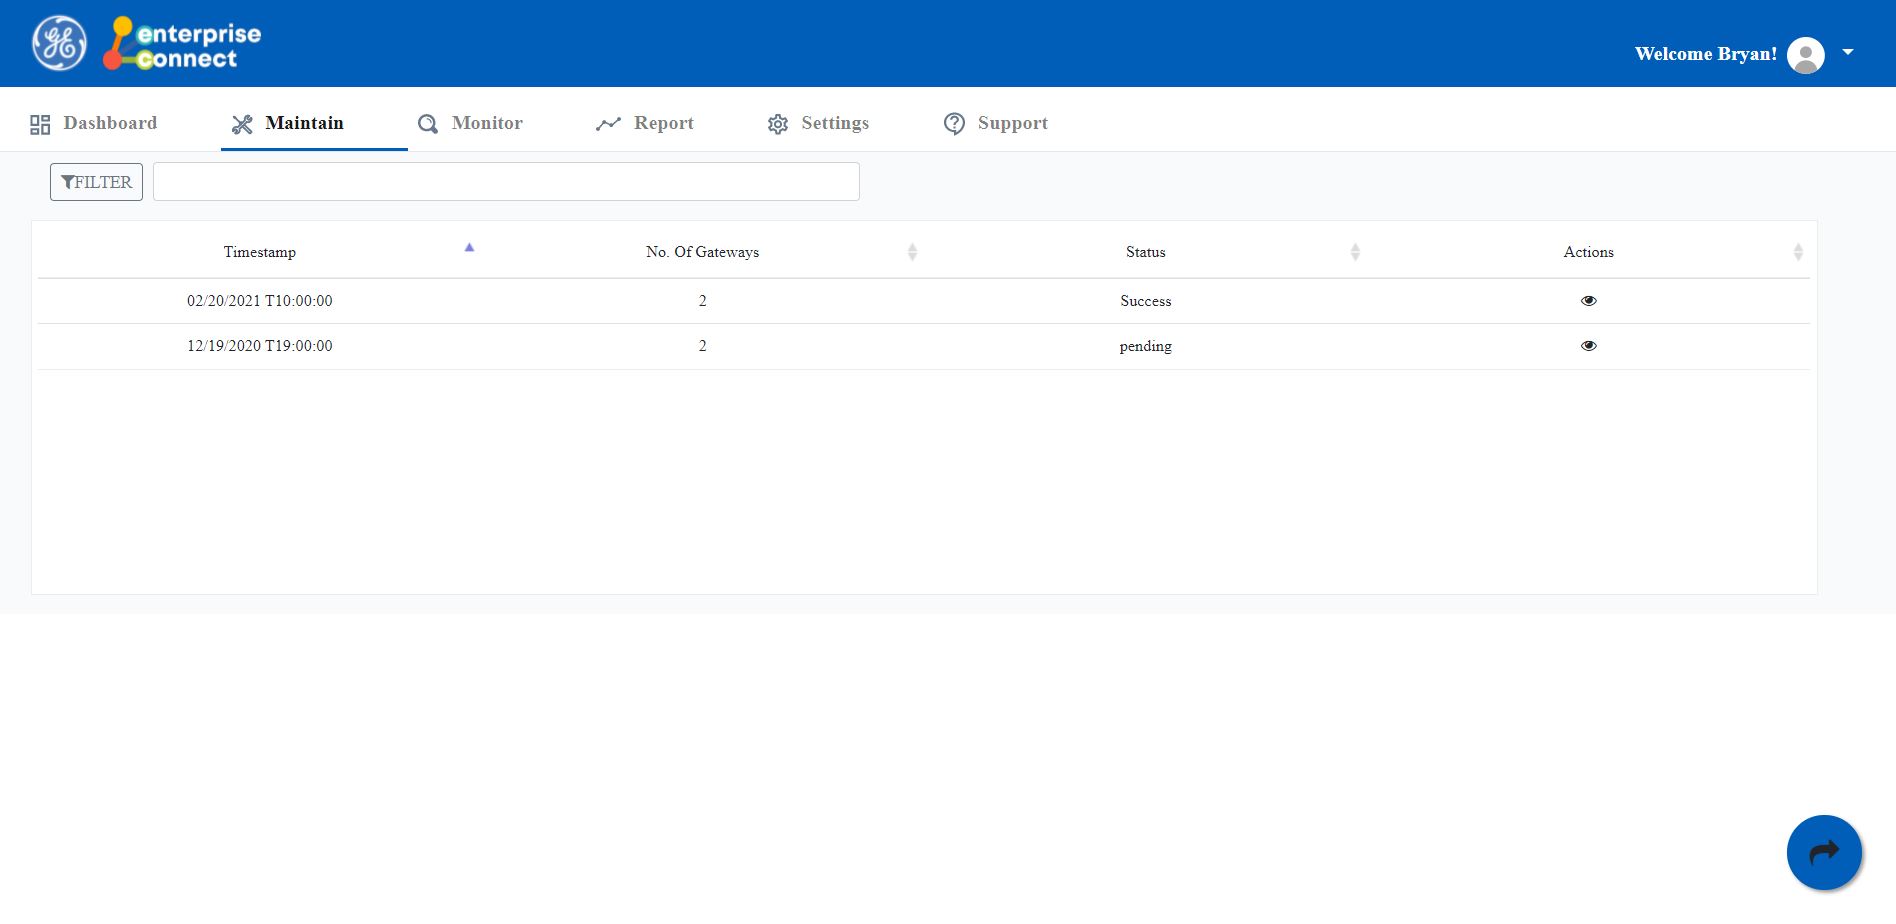 GE enterprise connect
Welcome Bryan!
Dashboard Maintain Monitor Report Settings Support
FILTER
Timestamp No. Of Gateways Status Actions
02/20/2021 T10:00:00 2 Success
12/19/2020 T19:00:00 2 pending